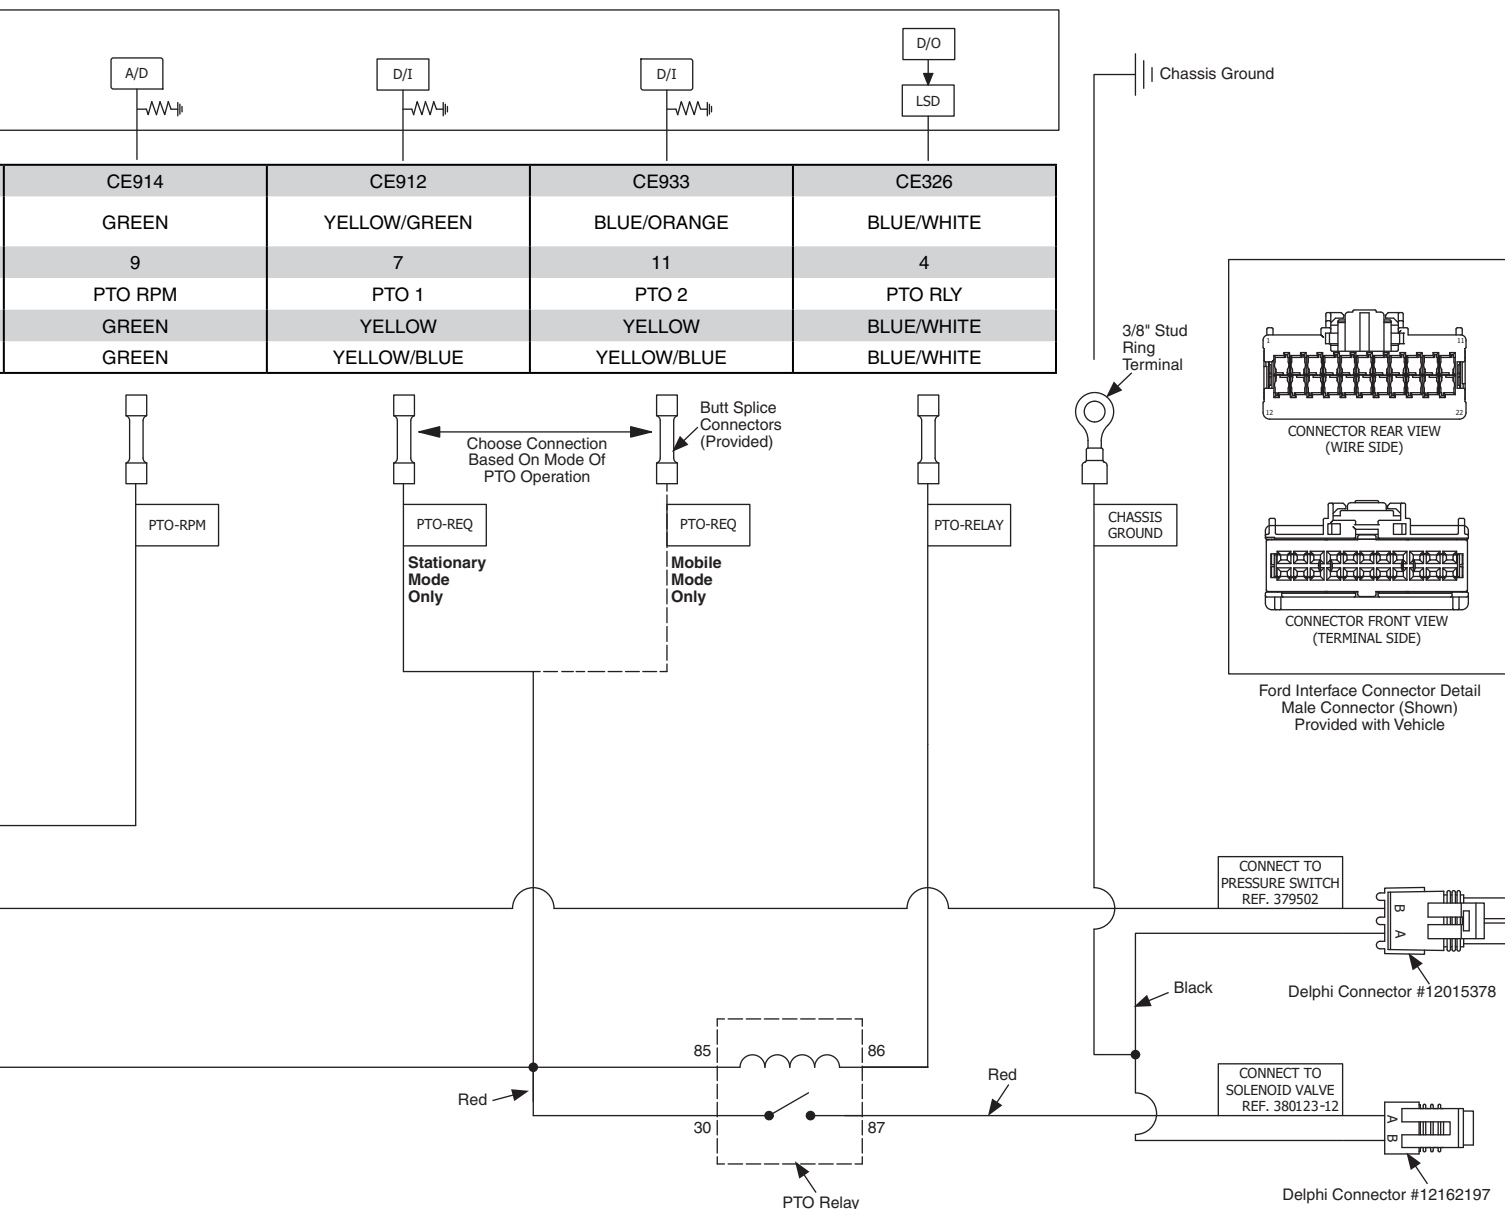 D/O
A/D
D/I
D/I
LSD
Chassis Ground
CE914 CE912 CE933 CE326
GREEN YELLOW/GREEN BLUE/ORANGE BLUE/WHITE
9 7 11 4
PTO RPM PTO 1 PTO 2 PTO RLY
GREEN YELLOW YELLOW BLUE/WHITE
GREEN YELLOW/BLUE YELLOW/BLUE BLUE/WHITE
3/8" Stud
Ring
Terminal
1
11
12
22
CONNECTOR REAR VIEW
(WIRE SIDE)
Butt Splice
Connectors
(Provided)
Choose Connection
Based On Mode Of
PTO Operation
PTO-RPM
PTO-REQ
PTO-REQ
PTO-RELAY
CHASSIS
GROUND
Stationary
Mode
Only
Mobile
Mode
Only
CONNECTOR FRONT VIEW
(TERMINAL SIDE)
Ford Interface Connector Detail
Male Connector (Shown)
Provided with Vehicle
CONNECT TO
PRESSURE SWITCH
REF. 379502
B
A
Black
Delphi Connector #12015378
85
86
Red
Red
30
87
CONNECT TO
SOLENOID VALVE
REF. 380123-12
A
B
PTO Relay
Delphi Connector #12162197